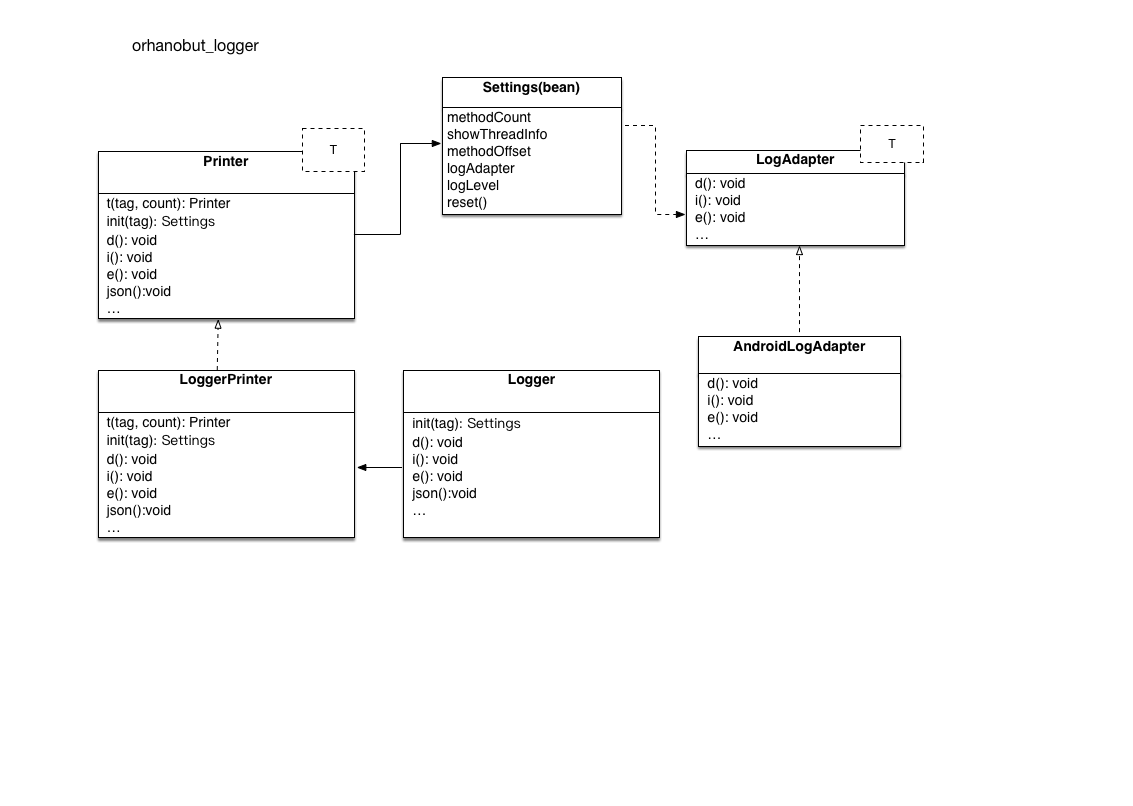 orhanobut_logger
Settings(bean)
methodCount
showThreadInfo
methodOffset
logAdapter
logLevel
reset()
T
Printer
t(tag, count): Printer
init(tag): Settings
d(): void
i(): void
e(): void
json():void
...
T
LogAdapter
d(): void
i(): void
e(): void
...
LoggerPrinter
t(tag, count): Printer
init(tag): Settings
d(): void
i(): void
e(): void
json():void
...
Logger
init(tag): Settings
d(): void
i(): void
e(): void
json():void
...
AndroidLogAdapter
d(): void
i(): void
e(): void
...